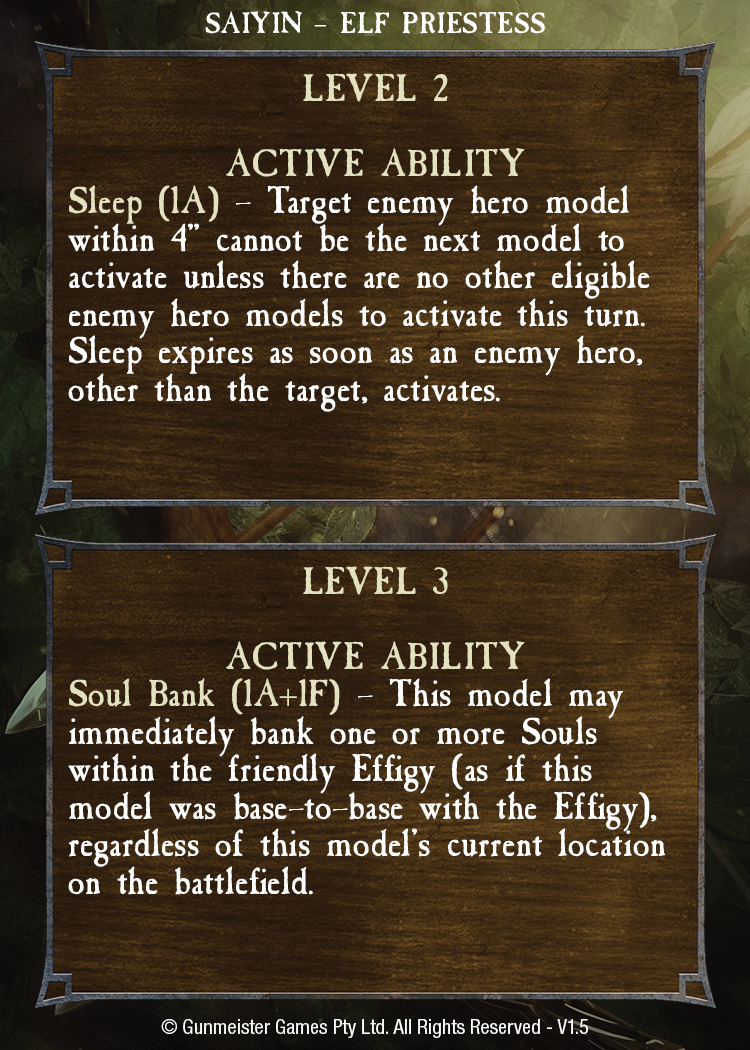 SAIYIN – ELF PRIESTESS
LEVEL 2
ACTIVE ABILITY
Sleep (1A) – Target enemy hero model
within 4” cannot be the next model to
activate unless there are no other eligible
enemy hero models to activate this turn.
Sleep expires as soon as an enemy hero,
other than the target, activates.
LEVEL 3
ACTIVE ABILITY
Soul Bank (1A+1F) – This model may
immediately bank one or more Souls
within the friendly Effigy (as if this
model was base-to-base with the Effigy),
regardless of this model’s current location
on the battlefield.
© Gunmeister Games Pty Ltd. All Rights Reserved - V1.5